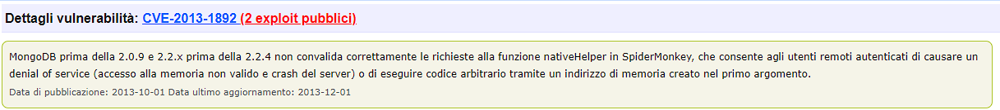 Dettagli vulnerabilità: CVE-2013-1892 (2 exploit pubblici)
MongoDB prima della 2.0.9 e 2.2.x prima della 2.2.4 non convalida correttamente le richieste alla funzione nativeHelper in SpiderMonkey, che consente agli utenti remoti autenticati di causare un
denial of service (accesso alla memoria non valido e crash del server) o di eseguire codice arbitrario tramite un indirizzo di memoria creato nel primo argomento.
Data di pubblicazione: 2013-10-01 Data ultimo aggiornamento: 2013-12-01